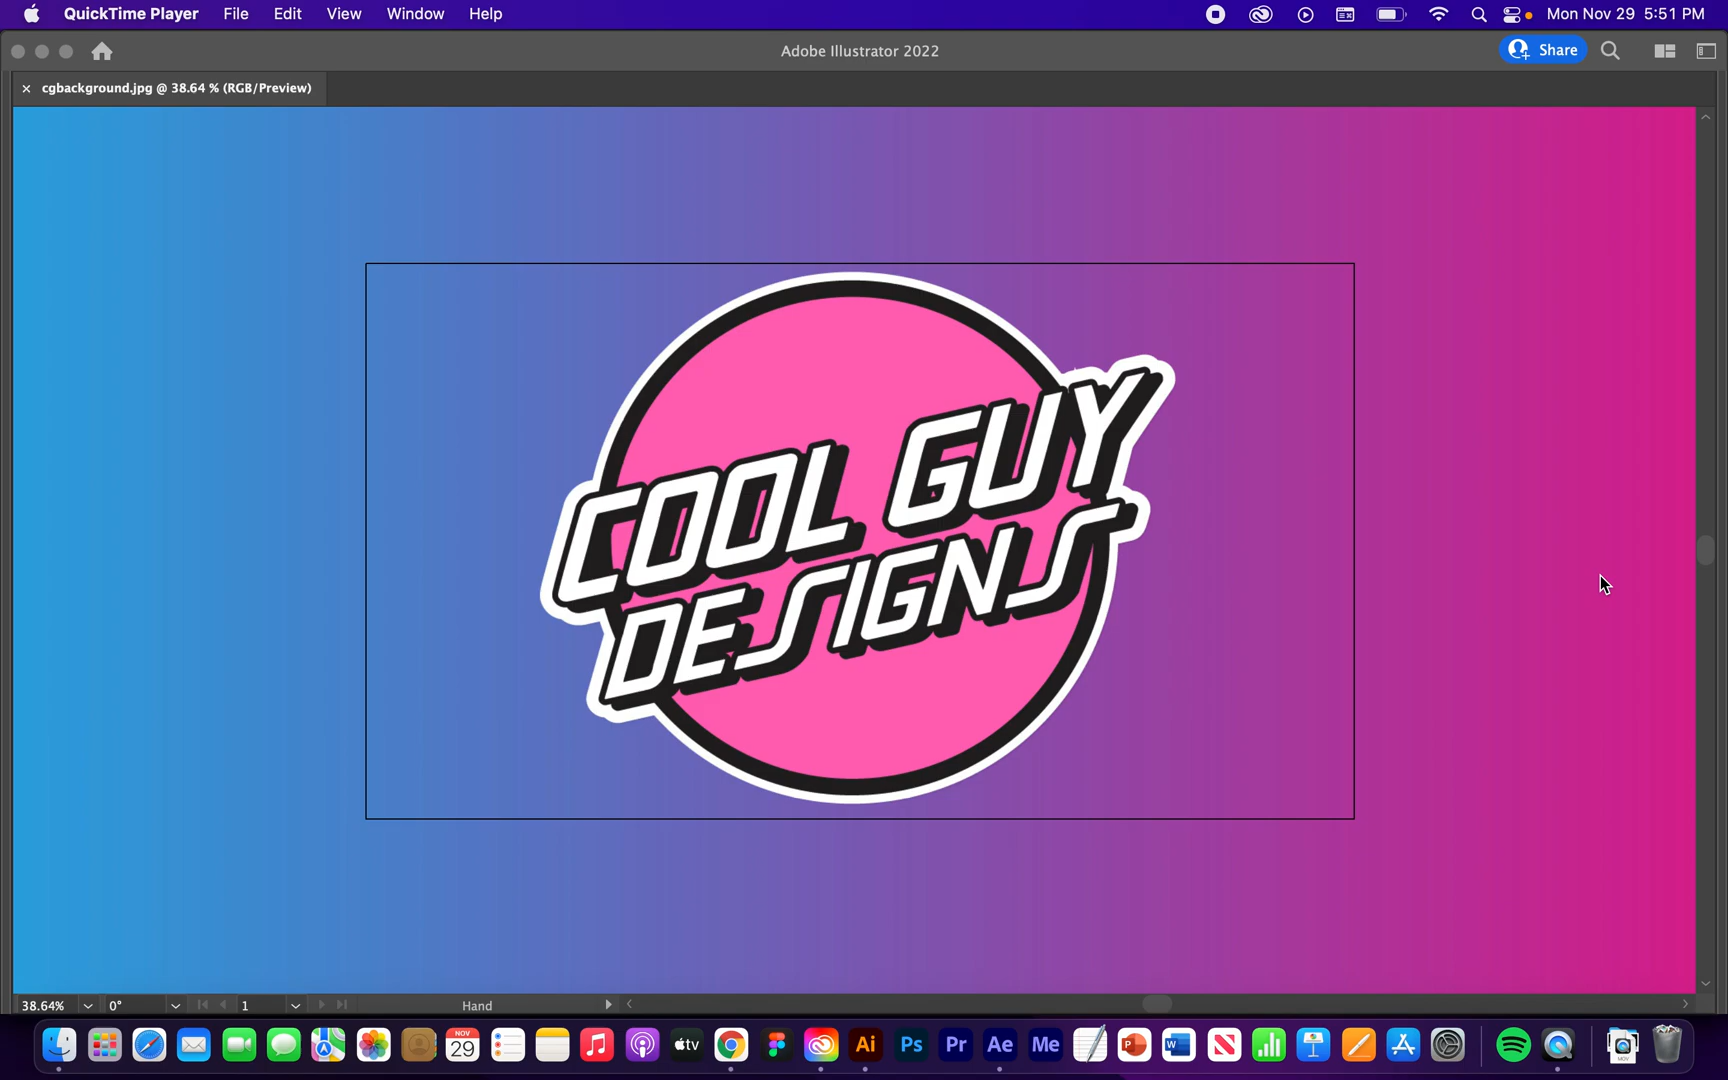 QuickTime Player File Edit View Window Help Mon Nov 29 5:51 PM
Adobe Illustrator 2022 Share
× cgbackground.jpg @ 38.64 % (RGB/Preview)
COOL GUY
DESIGNS
38.64% 0° 1 Hand
NOV
29
tv
Ai
Ps
Pr
Ae
Me
P
W
MOV